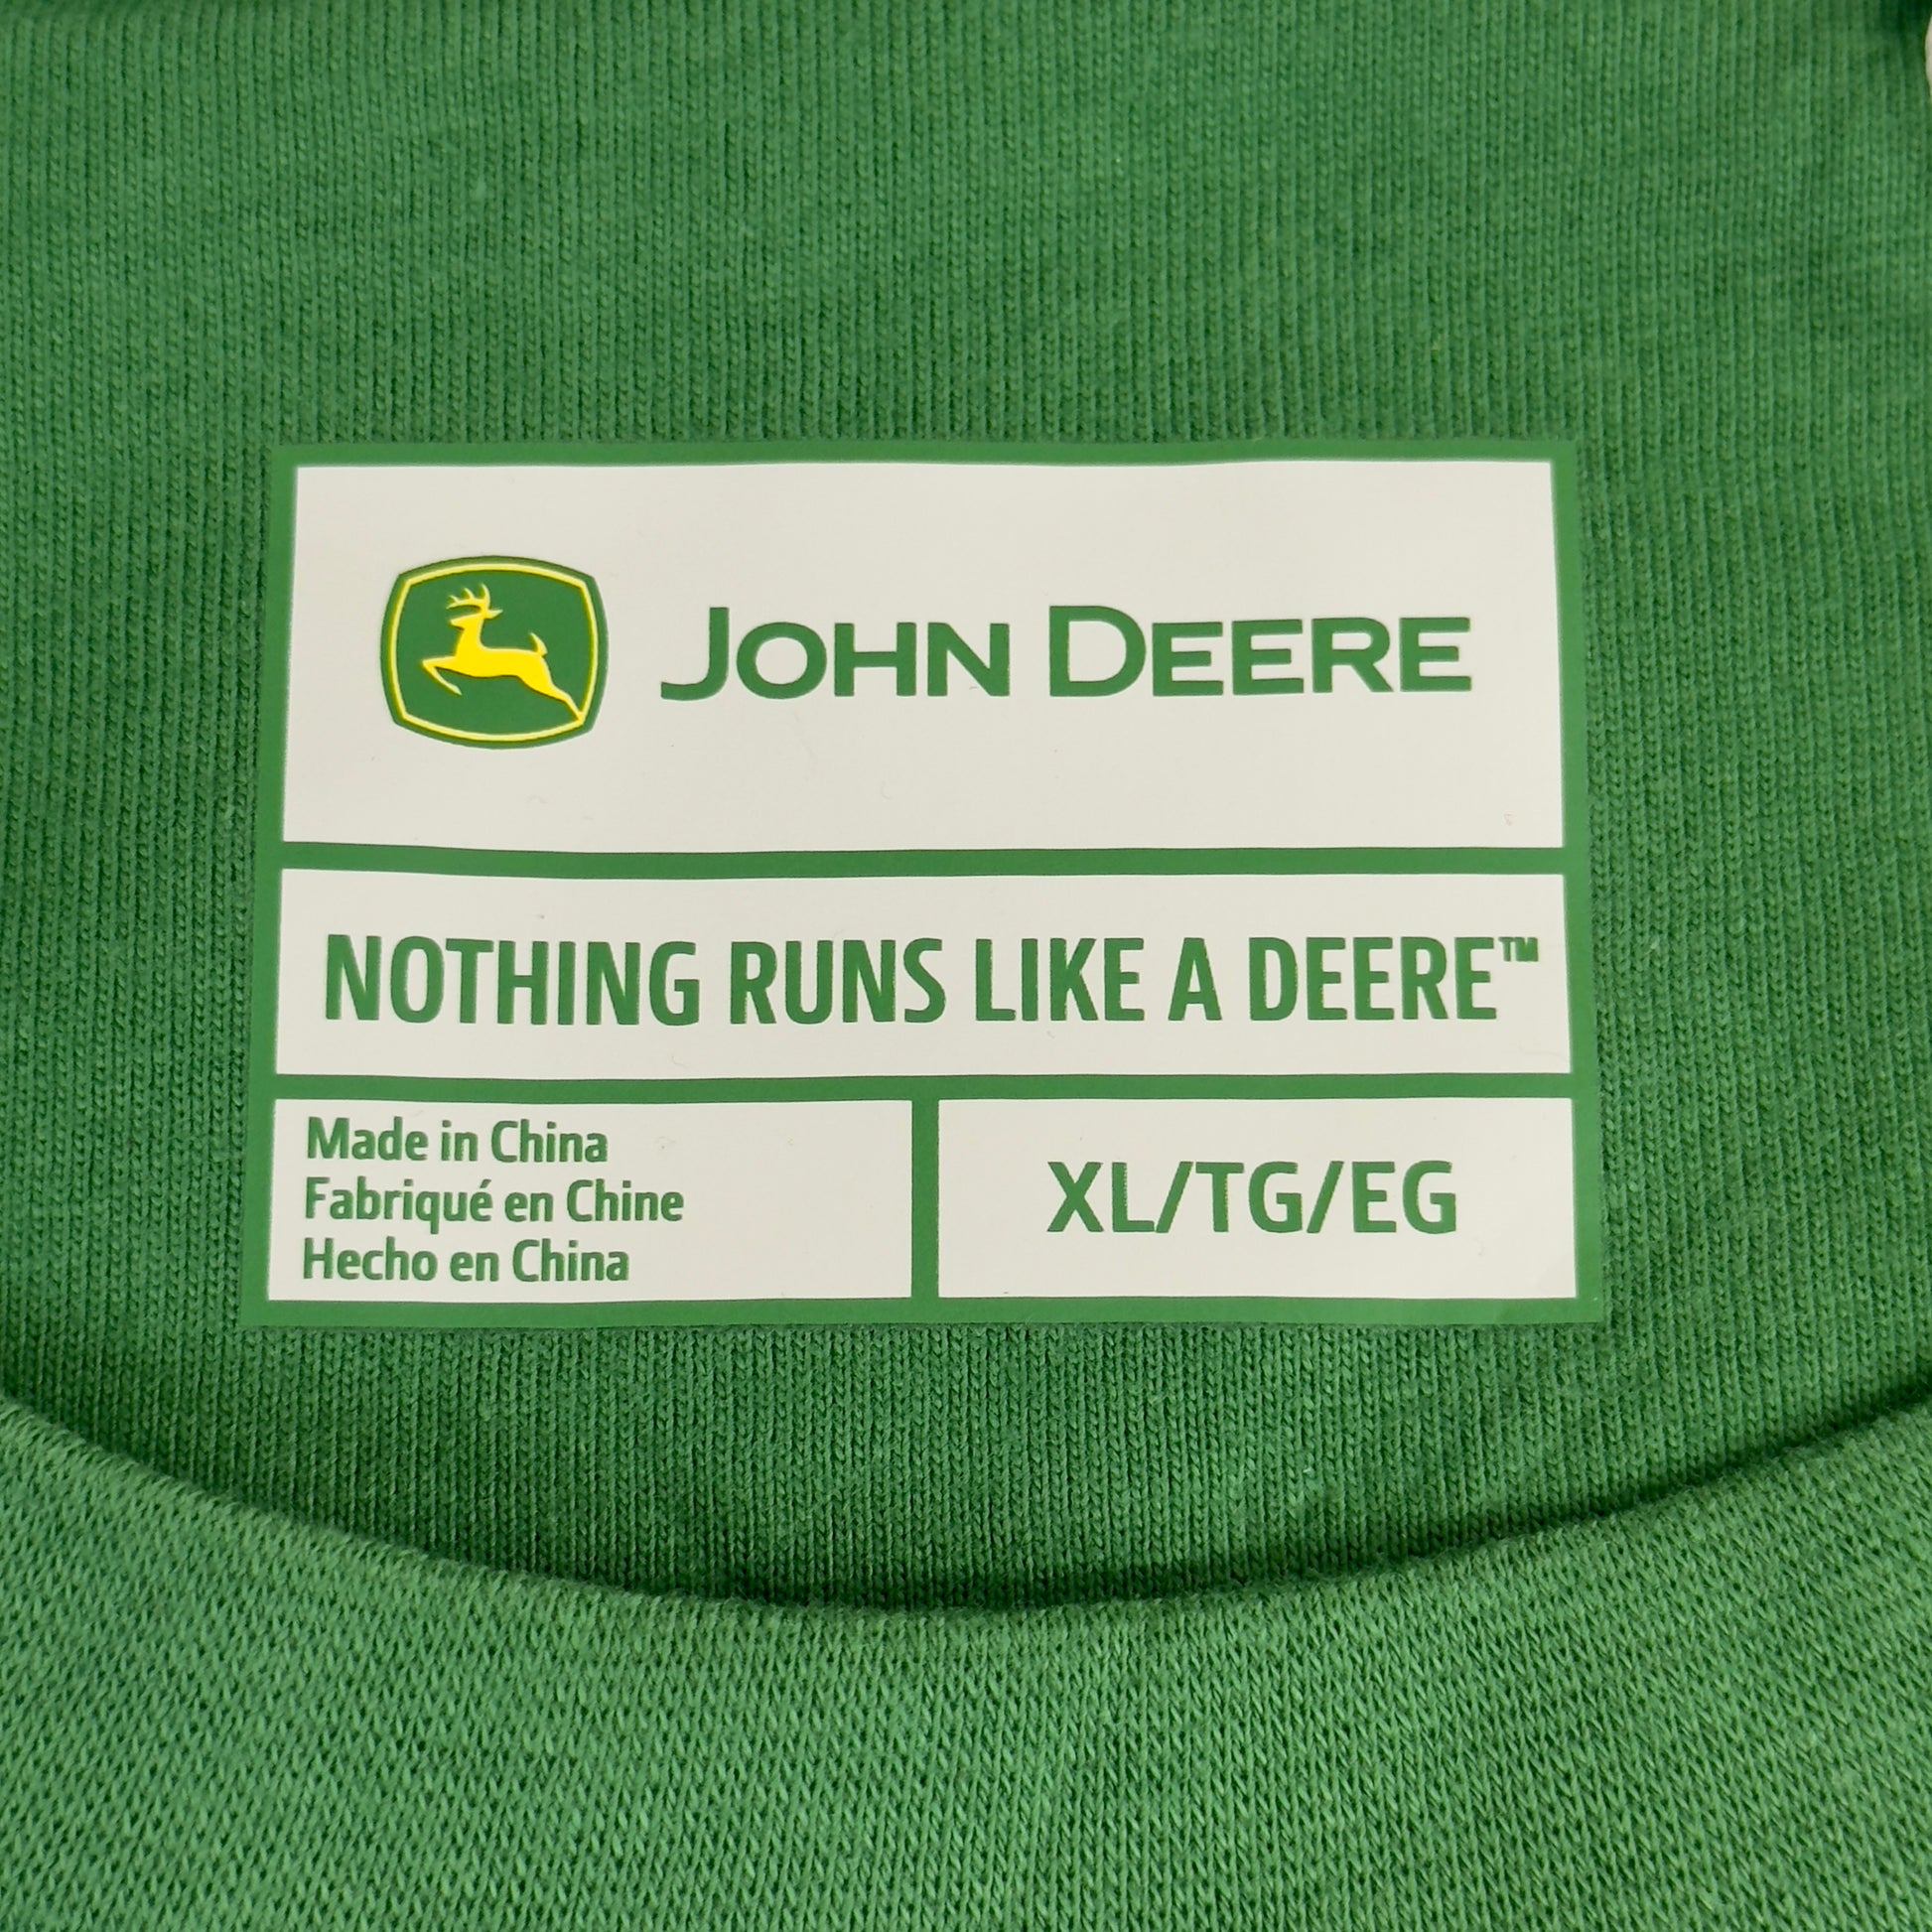 JOHN DEERE
NOTHING RUNS LIKE A DEERE™
Made in China
Fabriqué en Chine
Hecho en China
XL/TG/EG